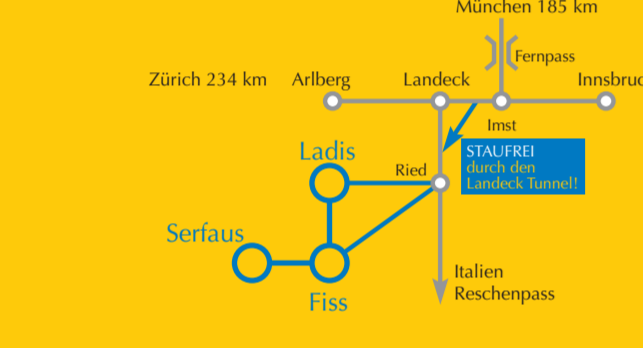 München 185 km
Fernpass
Zürich 234 km
Arlberg
Landeck
Innsbruc
Imst
STAUFREI
durch den
Landeck Tunnel!
Ladis
Ried
Serfaus
Fiss
Italien
Reschenpass